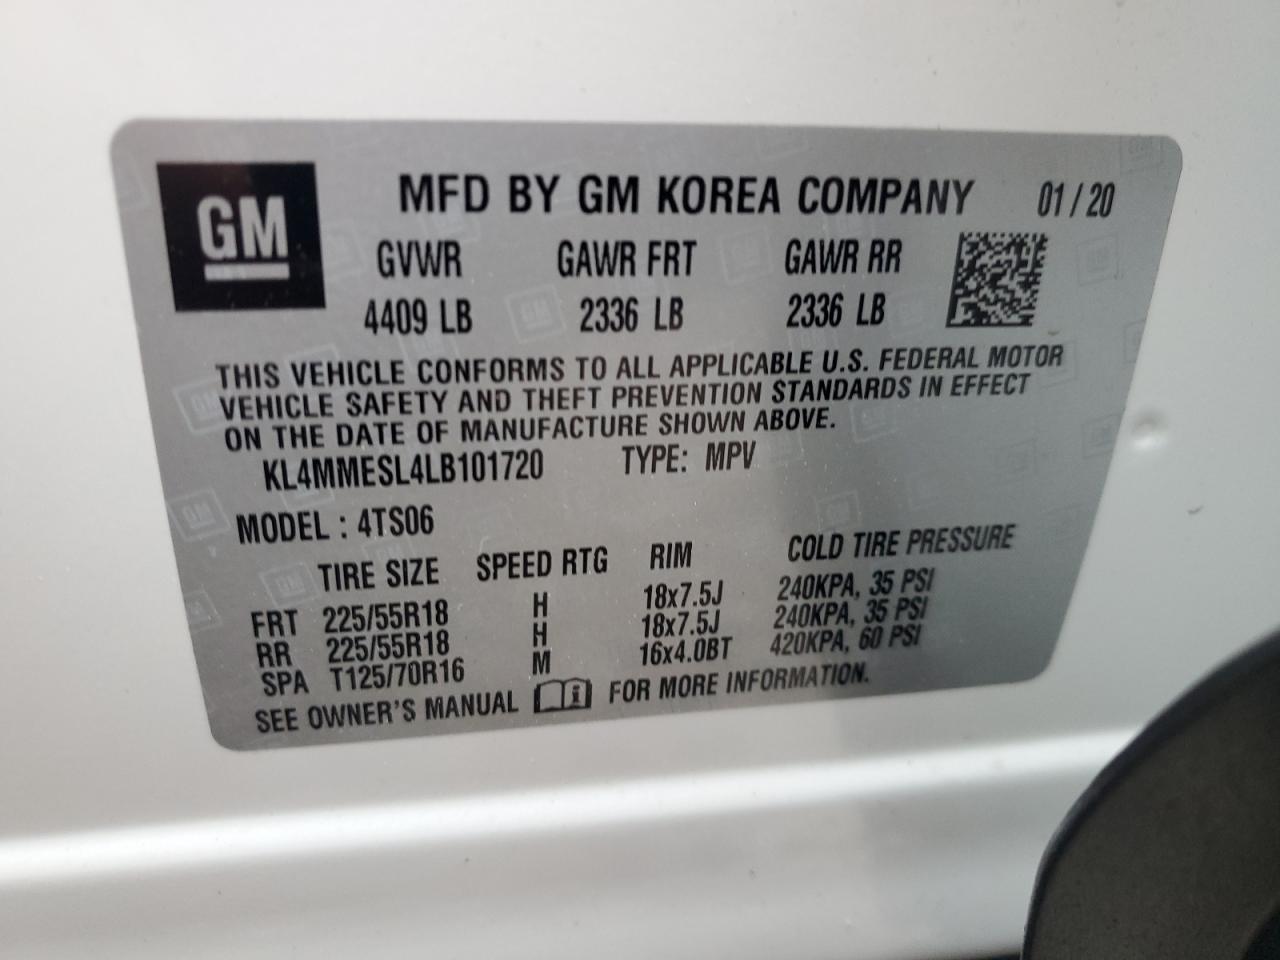 GM
MFD BY GM KOREA COMPANY 01/20
GVWR GAWR FRT GAWR RR
4409 LB 2336 LB 2336 LB
THIS VEHICLE CONFORMS TO ALL APPLICABLE U.S. FEDERAL MOTOR
VEHICLE SAFETY AND THEFT PREVENTION STANDARDS IN EFFECT
ON THE DATE OF MANUFACTURE SHOWN ABOVE.
KL4MMESL4LB101720 TYPE: MPV
MODEL : 4TS06
TIRE SIZE SPEED RTG RIM COLD TIRE PRESSURE
FRT 225/55R18 H 18x7.5J 240KPA, 35 PSI
RR 225/55R18 H 18x7.5J 240KPA, 35 PSI
SPA T125/70R16 M 16x4.0BT 420KPA, 60 PSI
SEE OWNER'S MANUAL i FOR MORE INFORMATION.